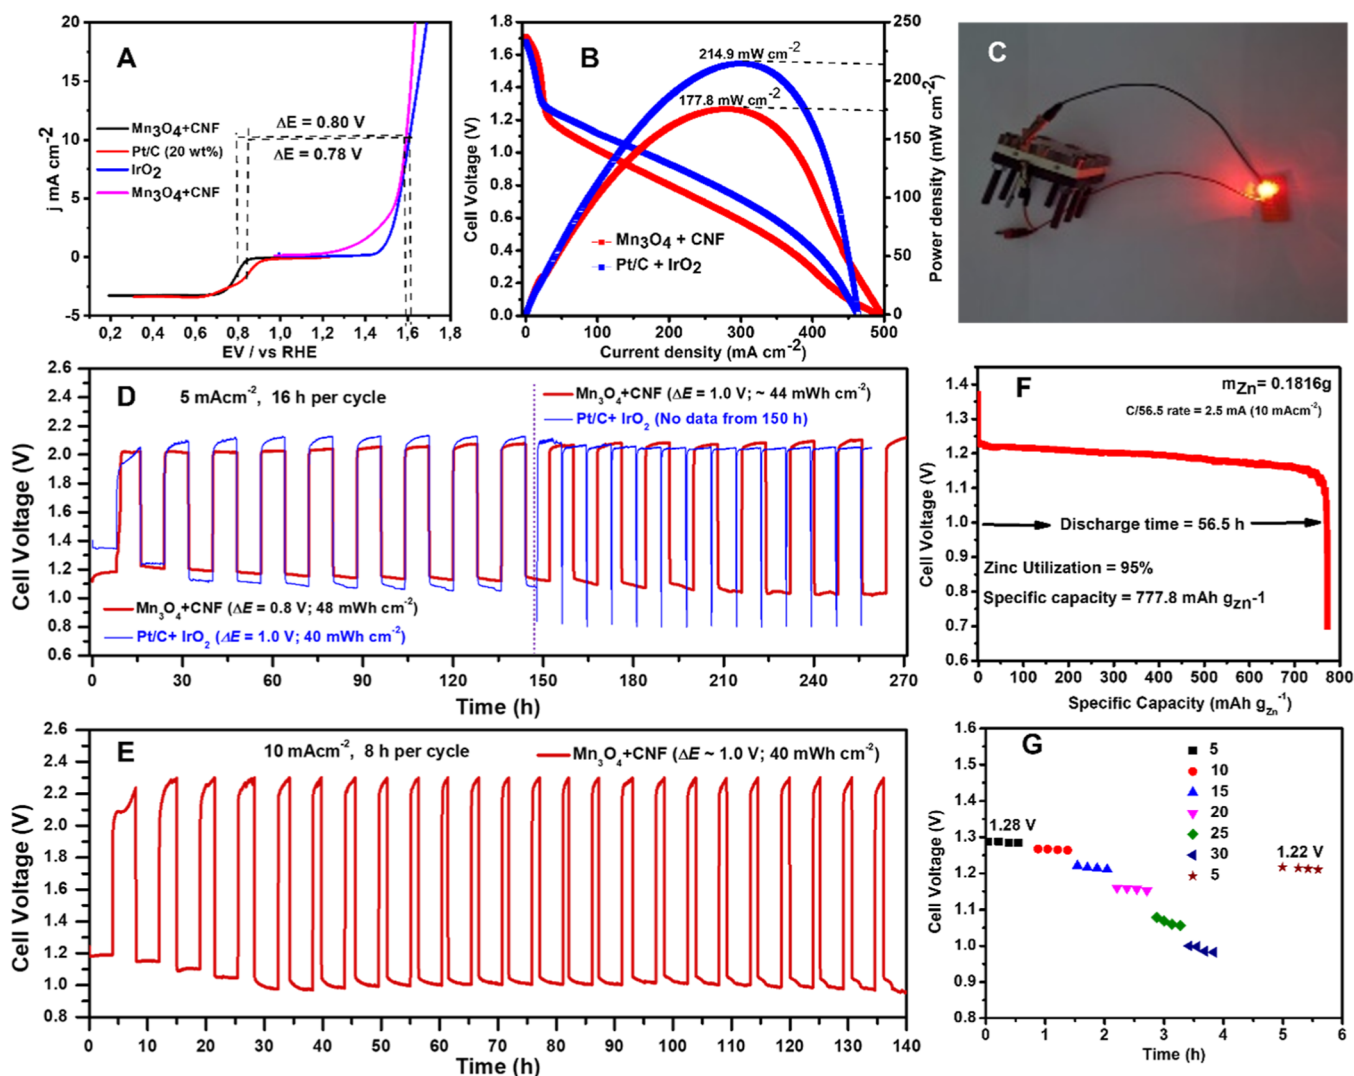 A
j mA cm-2
20
15
10
5
0
-5
ΔE = 0.80 V
ΔE = 0.78 V
Mn3O4+CNF
Pt/C (20 wt%)
IrO2
Mn3O4+CNF
0,2 0,4 0,6 0,8 1,0 1,2 1,4 1,6 1,8
EV / vs RHE
B
Cell Voltage (V)
1.8
1.6
1.4
1.2
1.0
0.8
0.6
0.4
0.2
0.0
214.9 mW cm-2
177.8 mW cm-2
Mn3O4 + CNF
Pt/C + IrO2
250
200
150
100
50
0
Power density (mW cm-2)
0 100 200 300 400 500
Current density (mA cm-2)
C
D
5 mAcm-2, 16 h per cycle
Mn3O4+CNF (ΔE = 1.0 V; ~ 44 mWh cm-2)
Pt/C+ IrO2 (No data from 150 h)
Cell Voltage (V)
2.6
2.4
2.2
2.0
1.8
1.6
1.4
1.2
1.0
0.8
0.6
Mn3O4+CNF (ΔE = 0.8 V; 48 mWh cm-2)
Pt/C+ IrO2 (ΔE = 1.0 V; 40 mWh cm-2)
0 30 60 90 120 150 180 210 240 270
Time (h)
F
mZn= 0.1816g
C/56.5 rate = 2.5 mA (10 mAcm-2)
Cell Voltage (V)
1.4
1.3
1.2
1.1
1.0
0.9
0.8
0.7
0.6
Discharge time = 56.5 h
Zinc Utilization = 95%
Specific capacity = 777.8 mAh gzn-1
0 100 200 300 400 500 600 700 800
Specific Capacity (mAh gZn-1)
E
10 mAcm-2, 8 h per cycle
Mn3O4+CNF (ΔE ~ 1.0 V; 40 mWh cm-2)
Cell Voltage (V)
2.6
2.4
2.2
2.0
1.8
1.6
1.4
1.2
1.0
0.8
0 10 20 30 40 50 60 70 80 90 100 110 120 130 140
Time (h)
G
Cell Voltage (V)
1.6
1.5
1.4
1.3
1.2
1.1
1.0
0.9
0.8
5
10
15
20
25
30
5
1.28 V
1.22 V
0 1 2 3 4 5 6
Time (h)